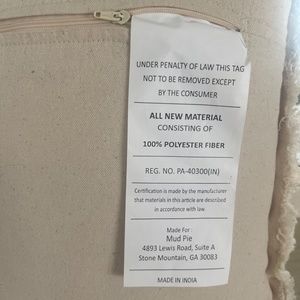 UNDER PENALTY OF LAW THIS TAG
NOT TO BE REMOVED EXCEPT
BY THE CONSUMER
ALL NEW MATERIAL
CONSISTING OF
100% POLYESTER FIBER
REG. NO. PA-40300(IN)
Certification is made by the manufacturer
that materials in this article are described
in accordance with law.
Made For :
Mud Pie
4893 Lewis Road, Suite A
Stone Mountain, GA 30083
MADE IN INDIA